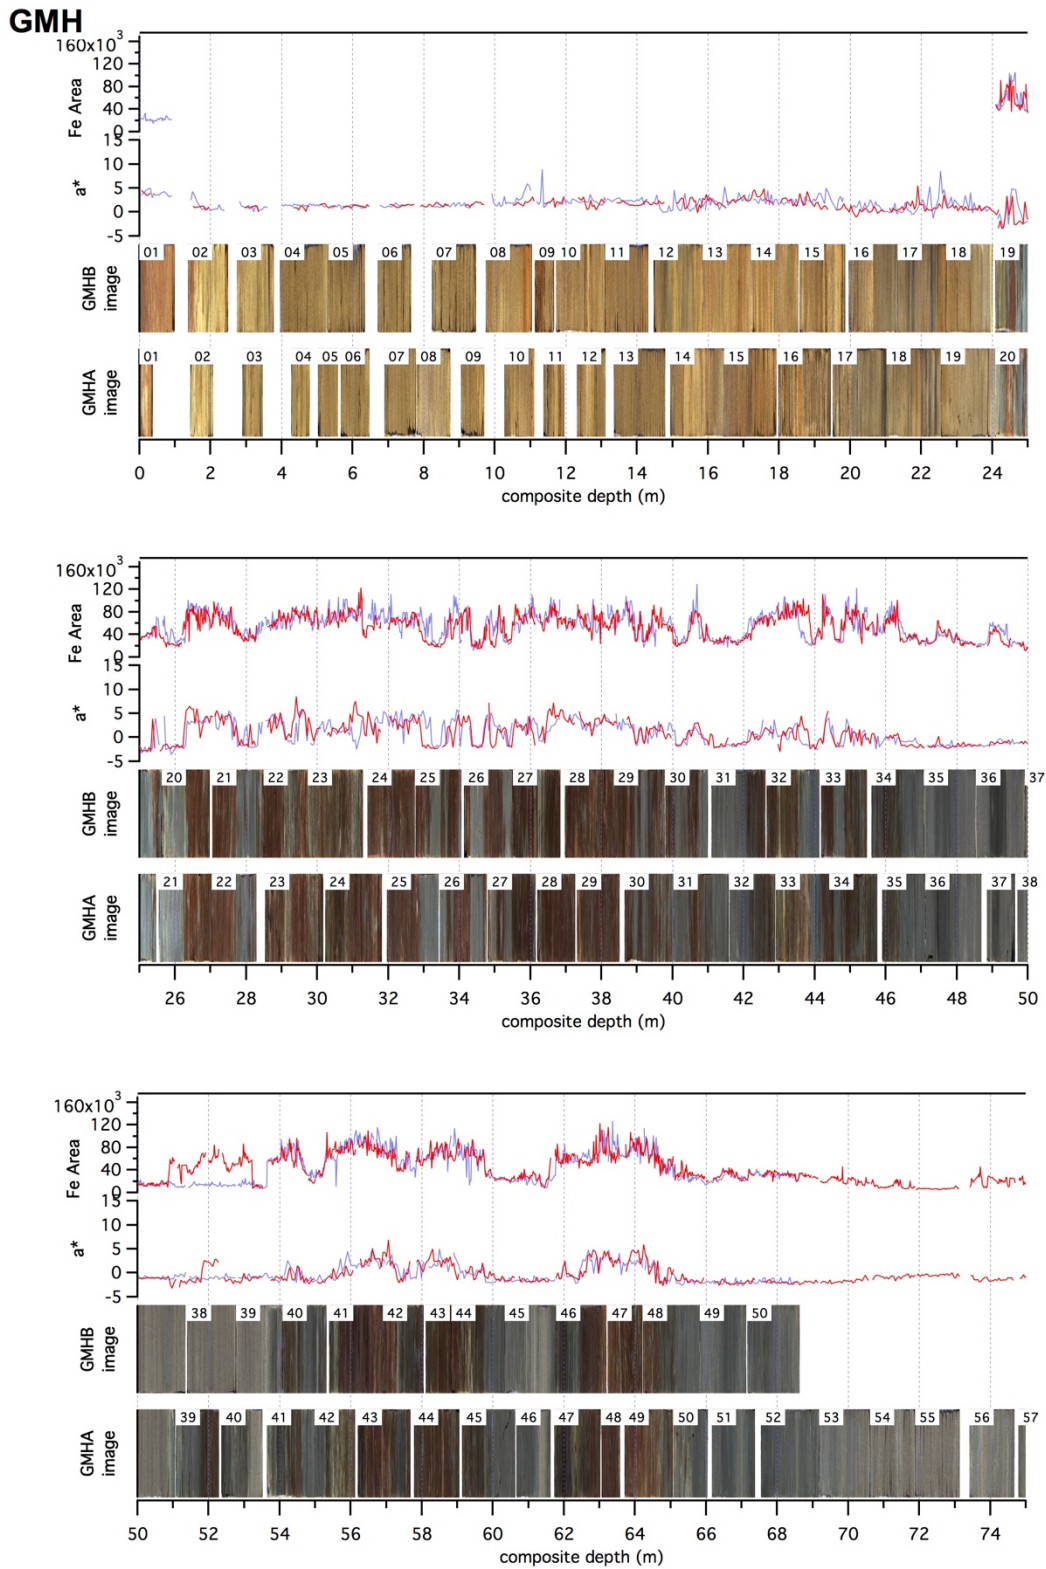 GMH
160x10³
120
80
40
0
Fe Area
15
10
5
0
-5
a*
01 02 03 04 05 06 07 08 09 10 11 12 13 14 15 16 17 18 19
GMHB
image
01 02 03 04 05 06 07 08 09 10 11 12 13 14 15 16 17 18 19 20
GMHA
image
0 2 4 6 8 10 12 14 16 18 20 22 24
composite depth (m)
160x10³
120
80
40
0
Fe Area
15
10
5
0
-5
a*
20 21 22 23 24 25 26 27 28 29 30 31 32 33 34 35 36 37
GMHB
image
21 22 23 24 25 26 27 28 29 30 31 32 33 34 35 36 37 38
GMHA
image
26 28 30 32 34 36 38 40 42 44 46 48 50
composite depth (m)
160x10³
120
80
40
0
Fe Area
15
10
5
0
-5
a*
38 39 40 41 42 43 44 45 46 47 48 49 50
GMHB
image
39 40 41 42 43 44 45 46 47 48 49 50 51 52 53 54 55 56 57
GMHA
image
50 52 54 56 58 60 62 64 66 68 70 72 74
composite depth (m)